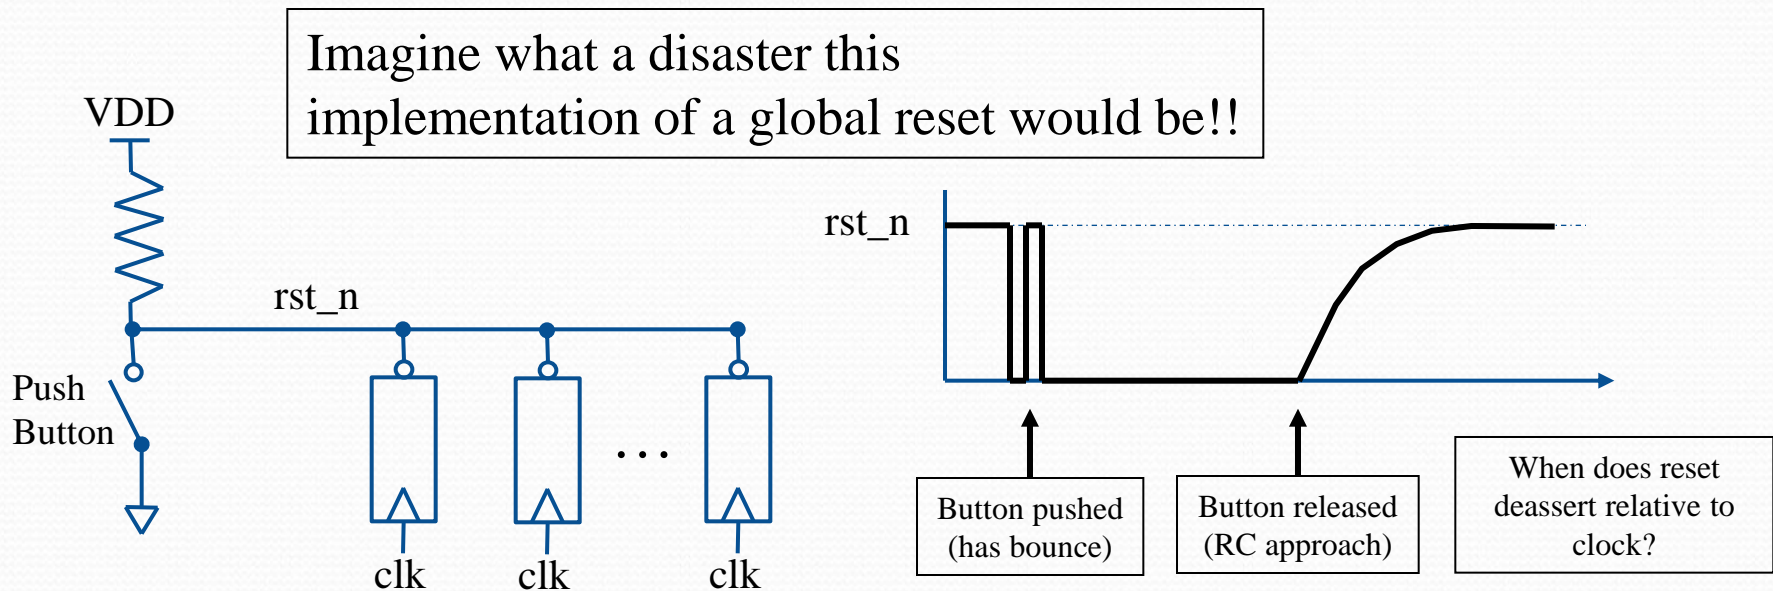 Imagine what a disaster this
implementation of a global reset would be!!
VDD
rst_n
Push
Button
...
clk
clk
clk
rst_n
Button pushed
(has bounce)
Button released
(RC approach)
When does reset
deassert relative to
clock?